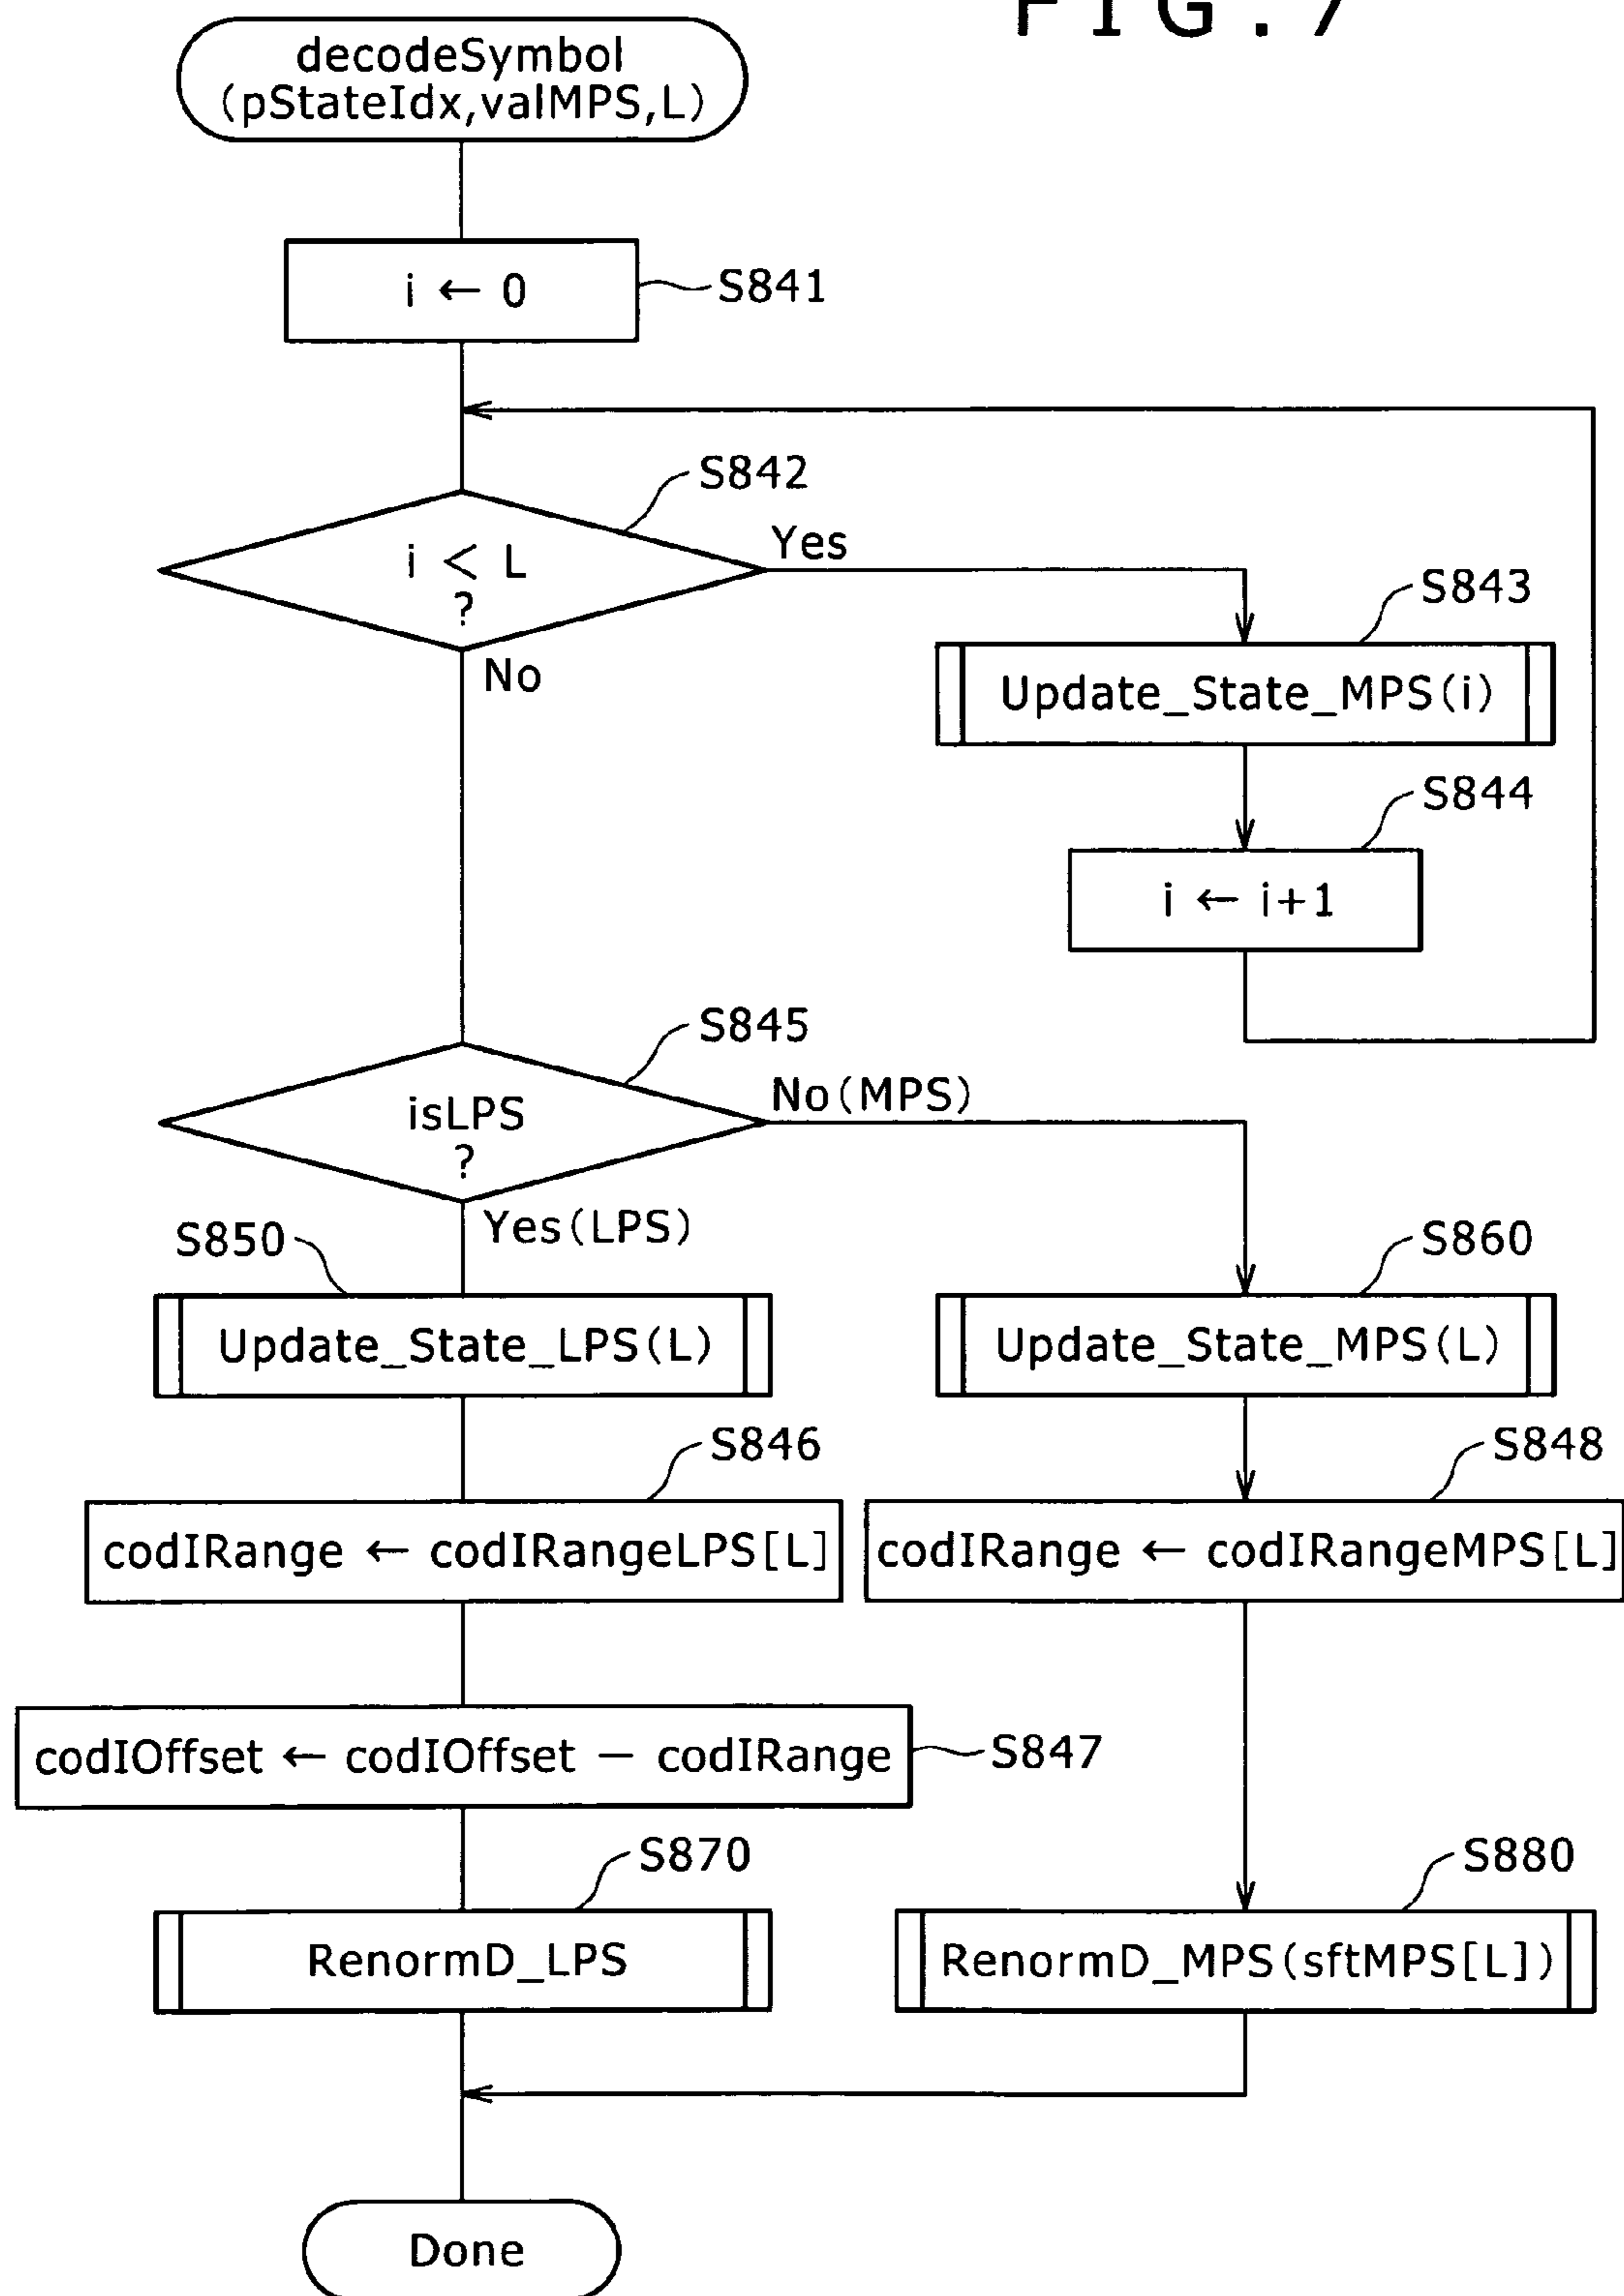 FIG.7
decodeSymbol
(pStateIdx,valMPS,L)
i ← 0
S841
S842
i < L
?
Yes
No
S843
Update_State_MPS(i)
S844
i ← i+1
S845
isLPS
?
No(MPS)
Yes(LPS)
S850
Update_State_LPS(L)
S860
Update_State_MPS(L)
S846
codIRange ← codIRangeLPS[L]
S848
codIRange ← codIRangeMPS[L]
codIOffset ← codIOffset − codIRange
S847
S870
RenormD_LPS
S880
RenormD_MPS(sftMPS[L])
Done